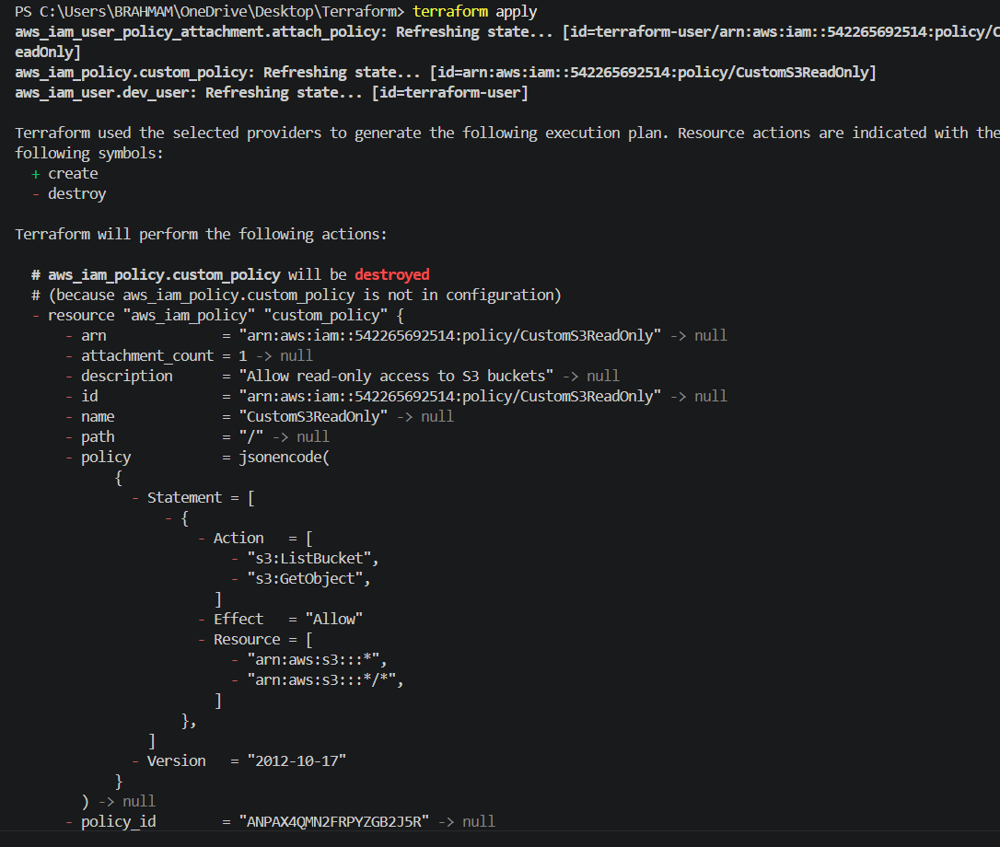 PS C:\Users\BRAHMAM\OneDrive\Desktop\Terraform> terraform apply
aws_iam_user_policy_attachment.attach_policy: Refreshing state... [id=terraform-user/arn:aws:iam::542265692514:policy/C
eadOnly]
aws_iam_policy.custom_policy: Refreshing state... [id=arn:aws:iam::542265692514:policy/CustomS3ReadOnly]
aws_iam_user.dev_user: Refreshing state... [id=terraform-user]
Terraform used the selected providers to generate the following execution plan. Resource actions are indicated with the
following symbols:
  + create
  - destroy
Terraform will perform the following actions:
  # aws_iam_policy.custom_policy will be destroyed
  # (because aws_iam_policy.custom_policy is not in configuration)
  - resource "aws_iam_policy" "custom_policy" {
      - arn              = "arn:aws:iam::542265692514:policy/CustomS3ReadOnly" -> null
      - attachment_count = 1 -> null
      - description      = "Allow read-only access to S3 buckets" -> null
      - id               = "arn:aws:iam::542265692514:policy/CustomS3ReadOnly" -> null
      - name             = "CustomS3ReadOnly" -> null
      - path             = "/" -> null
      - policy           = jsonencode(
            {
              - Statement = [
                  - {
                      - Action   = [
                          - "s3:ListBucket",
                          - "s3:GetObject",
                        ]
                      - Effect   = "Allow"
                      - Resource = [
                          - "arn:aws:s3:::*",
                          - "arn:aws:s3:::*/*",
                        ]
                    },
                ]
              - Version   = "2012-10-17"
            }
        ) -> null
      - policy_id        = "ANPAX4QMN2FRPYZGB2J5R" -> null